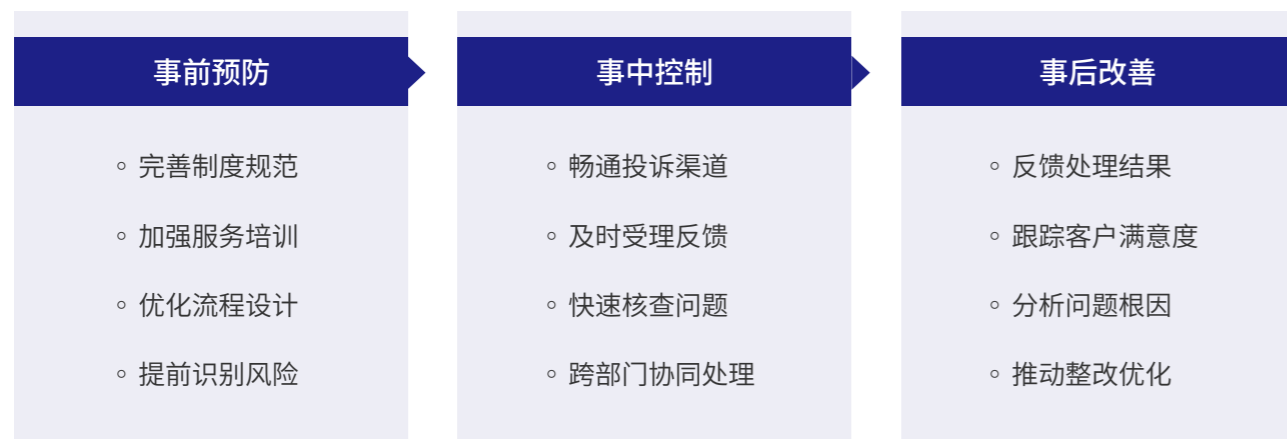 事前预防
完善制度规范
加强服务培训
优化流程设计
提前识别风险
事中控制
畅通投诉渠道
及时受理反馈
快速核查问题
跨部门协同处理
事后改善
反馈处理结果
跟踪客户满意度
分析问题根因
推动整改优化